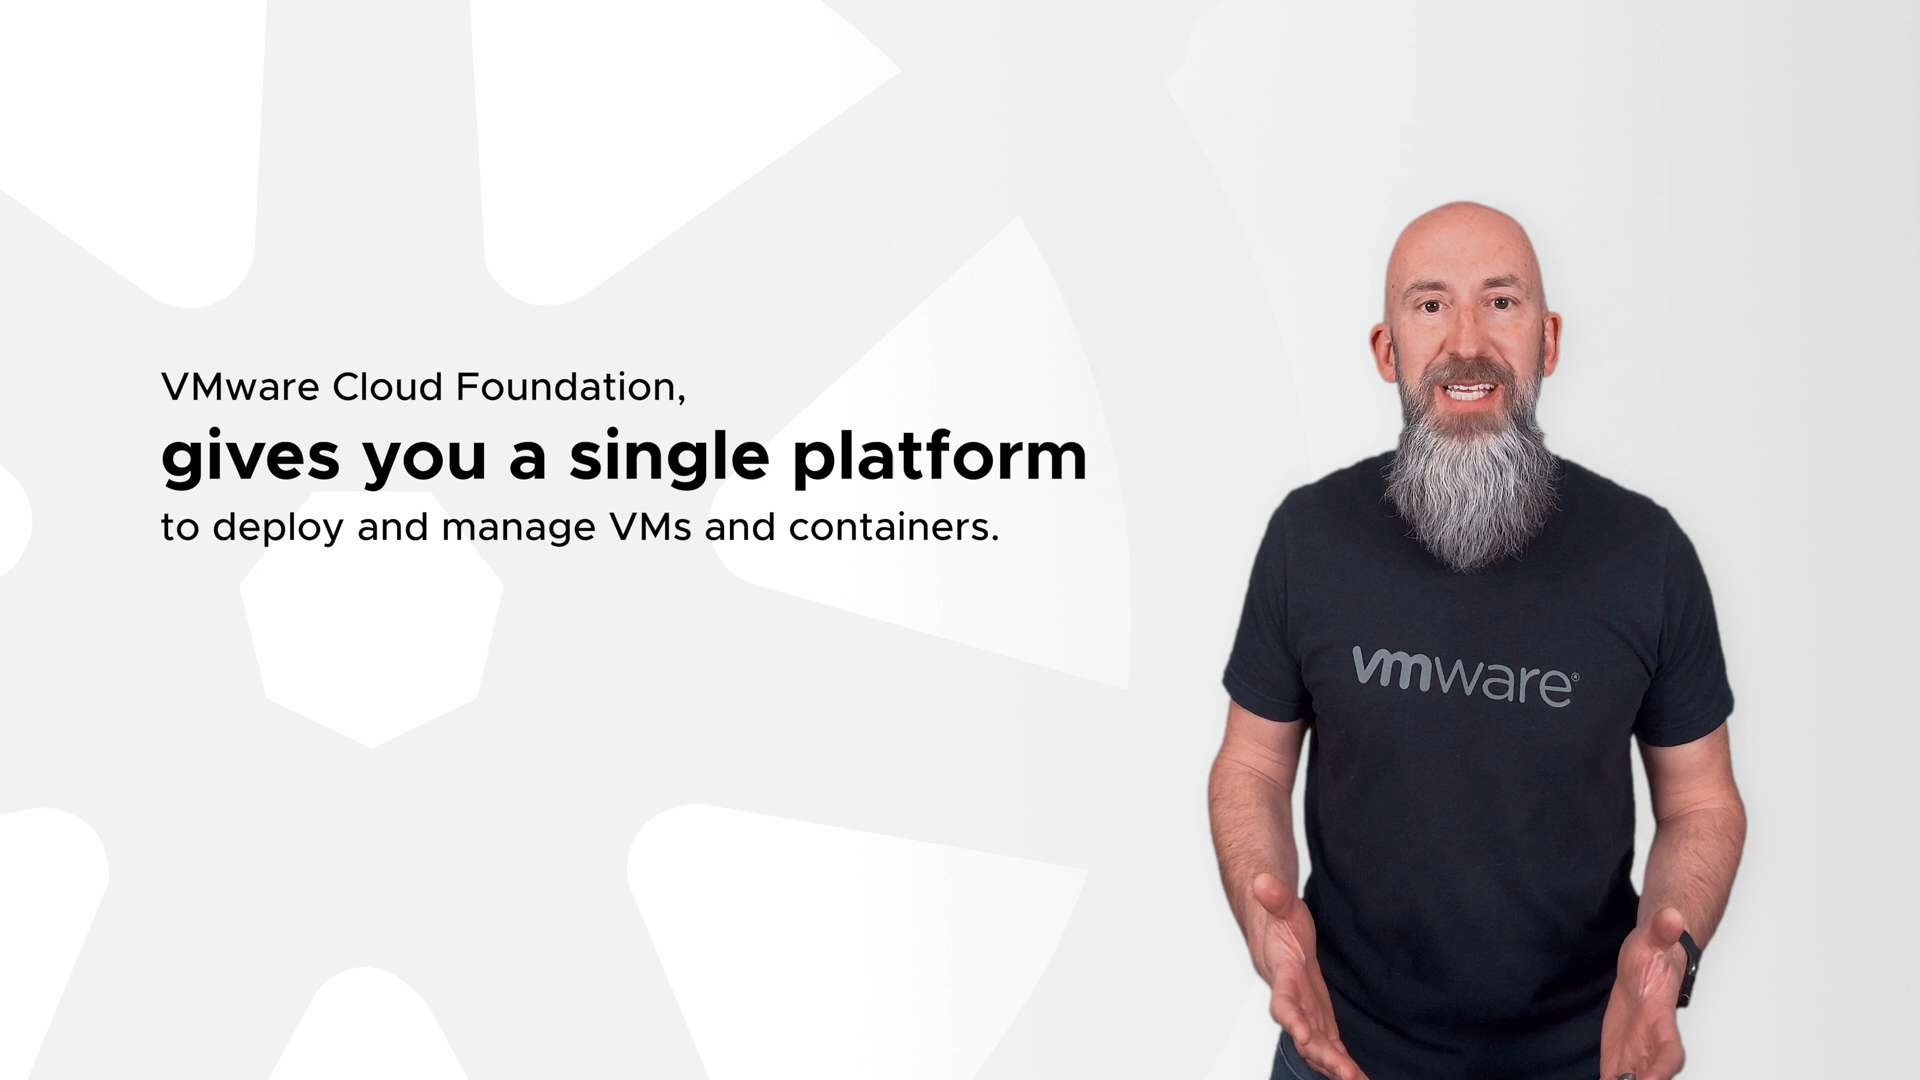 VMware Cloud Foundation,
gives you a single platform
to deploy and manage VMs and containers.
vmware®